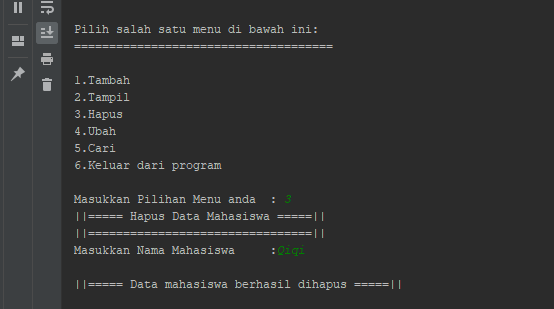 Pilih salah satu menu di bawah ini:
=====================================
1.Tambah
2.Tampil
3.Hapus
4.Ubah
5.Cari
6.Keluar dari program
Masukkan Pilihan Menu anda  : 3
||===== Hapus Data Mahasiswa =====||
||================================||
Masukkan Nama Mahasiswa     :Qiqi
||===== Data mahasiswa berhasil dihapus =====||